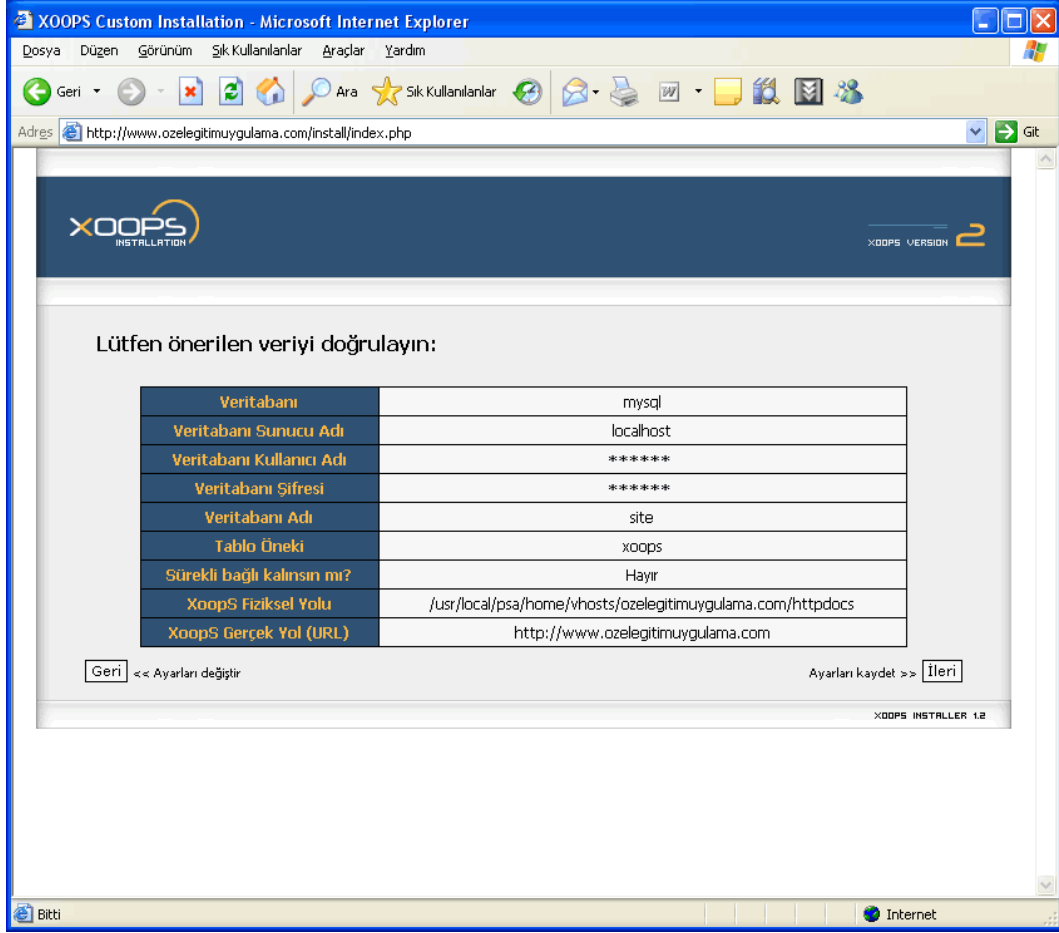 XOOPS Custom Installation - Microsoft Internet Explorer
Dosya Düzen Görünüm Sık Kullanılanlar Araçlar Yardım
Geri Ara Sık Kullanılanlar W
Adres http://www.ozelegitimuygulama.com/install/index.php Git
XOOPS
INSTALLATION
XOOPS VERSION 2
Lütfen önerilen veriyi doğrulayın:
Veritabanı mysql
Veritabanı Sunucu Adı localhost
Veritabanı Kullanıcı Adı ******
Veritabanı Şifresi ******
Veritabanı Adı site
Tablo Öneki xoops
Sürekli bağlı kalınsın mı? Hayır
XoopS Fiziksel Yolu /usr/local/psa/home/vhosts/ozelegitimuygulama.com/httpdocs
XoopS Gerçek Yol (URL) http://www.ozelegitimuygulama.com
Geri << Ayarları değiştir Ayarları kaydet >> İleri
XOOPS INSTALLER 1.2
Bitti Internet